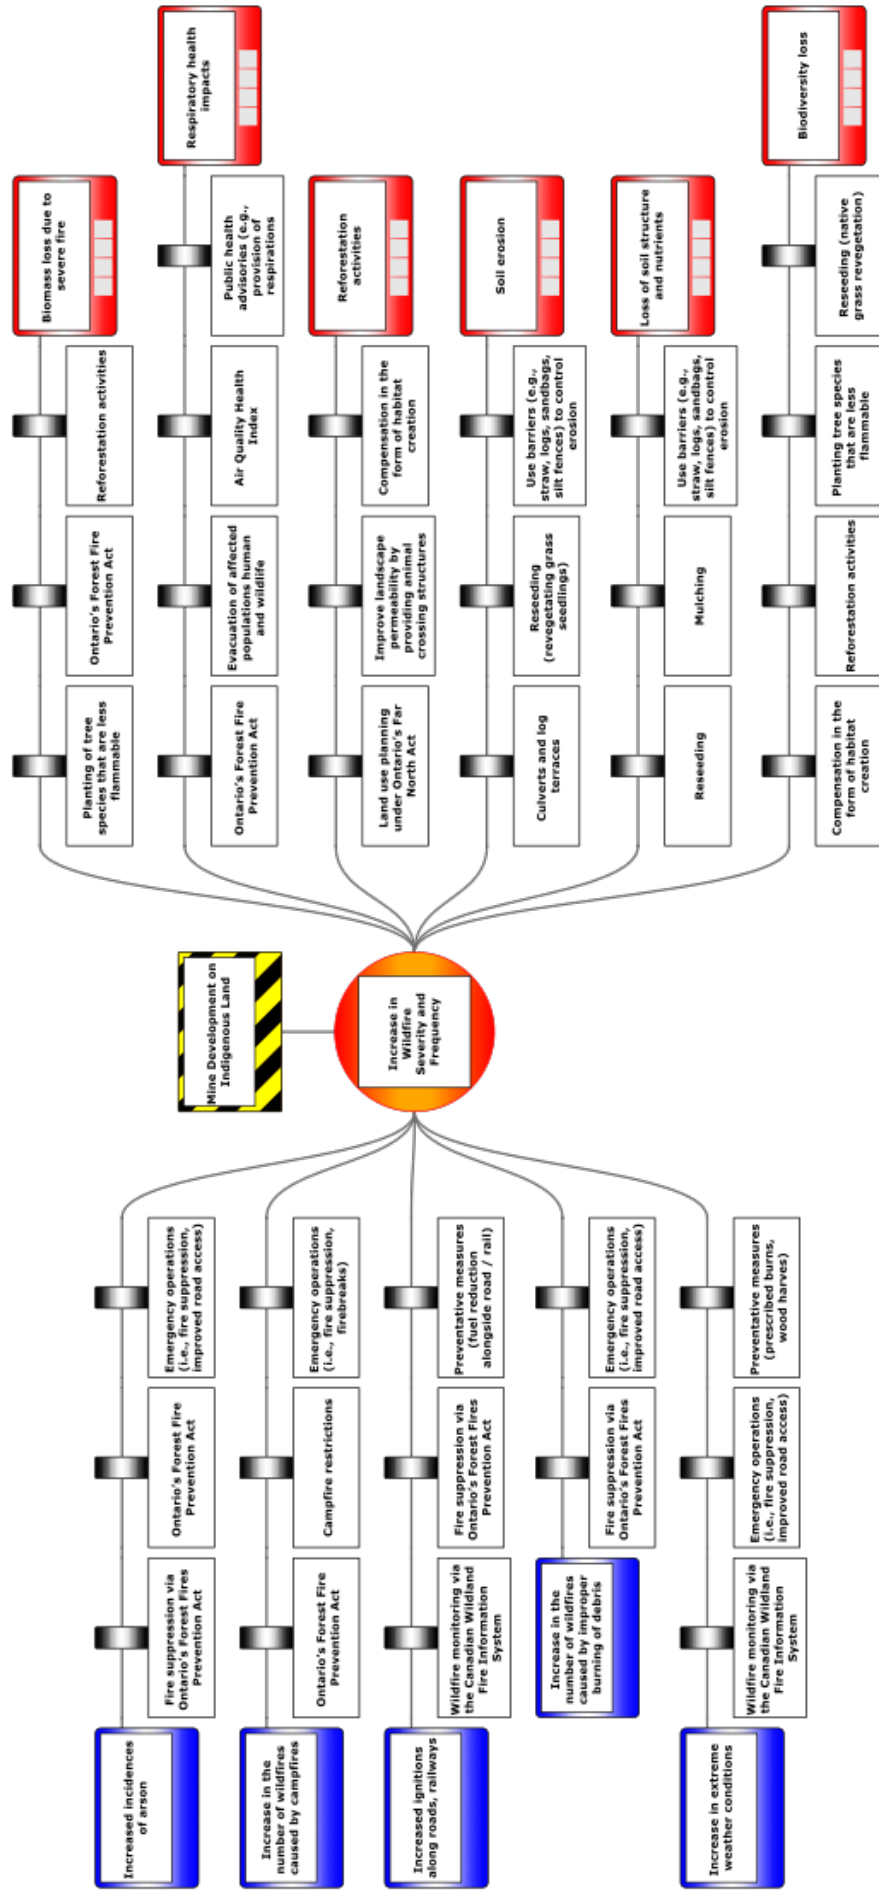 Mine Development on
Indigenous Land
Increase in
Wildfire
Severity and
Frequency
Increased incidences
of arson
Fire suppression via
Ontario's Forest Fires
Prevention Act
Ontario's Forest Fire
Prevention Act
Emergency operations
(i.e., fire suppression,
improved road access)
Increase in the
number of wildfires
caused by campfires
Ontario's Forest Fire
Prevention Act
Campfire restrictions
Emergency operations
(i.e., fire suppression,
firebreaks)
Increased ignitions
along roads, railways
Wildfire monitoring via
the Canadian Wildland
Fire Information
System
Fire suppression via
Ontario's Forest Fires
Prevention Act
Preventative measures
(fuel reduction
alongside road / rail)
Increase in the
number of wildfires
caused by improper
burning of debris
Fire suppression via
Ontario's Forest Fires
Prevention Act
Emergency operations
(i.e., fire suppression,
improved road access)
Increase in extreme
weather conditions
Wildfire monitoring via
the Canadian Wildland
Fire Information
System
Emergency operations
(i.e., fire suppression,
improved road access)
Preventative measures
(prescribed burns,
wood harves)
Planting of tree
species that are less
flammable
Ontario's Forest Fire
Prevention Act
Reforestation activities
Biomass loss due to
severe fire
Ontario's Forest Fire
Prevention Act
Evacuation of affected
populations human
and wildlife
Air Quality Health
Index
Public health
advisories (e.g.,
provision of
respirations
Respiratory health
impacts
Land use planning
under Ontario's Far
North Act
Improve landscape
permeability by
providing animal
crossing structures
Compensation in the
form of habitat
creation
Reforestation
activities
Culverts and log
terraces
Reseeding
(revegetating grass
seedlings)
Use barriers (e.g.,
straw, logs, sandbags,
silt fences) to control
erosion
Soil erosion
Reseeding
Mulching
Use barriers (e.g.,
straw, logs, sandbags,
silt fences) to control
erosion
Loss of soil structure
and nutrients
Compensation in the
form of habitat
creation
Reforestation activities
Planting tree species
that are less
flammable
Reseeding (native
grass revegetation)
Biodiversity loss